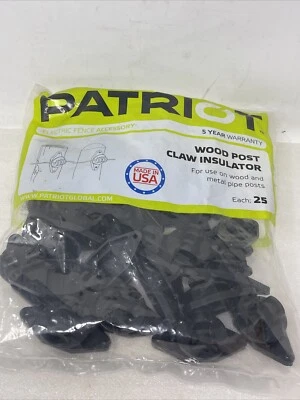 PATRIOT
ELECTRIC FENCE ACCESSORY
5 YEAR WARRANTY
WOOD POST
CLAW INSULATOR
For use on wood and
metal pipe posts.
MADE IN
USA
Each: 25
WWW.PATRIOTGLOBAL.COM